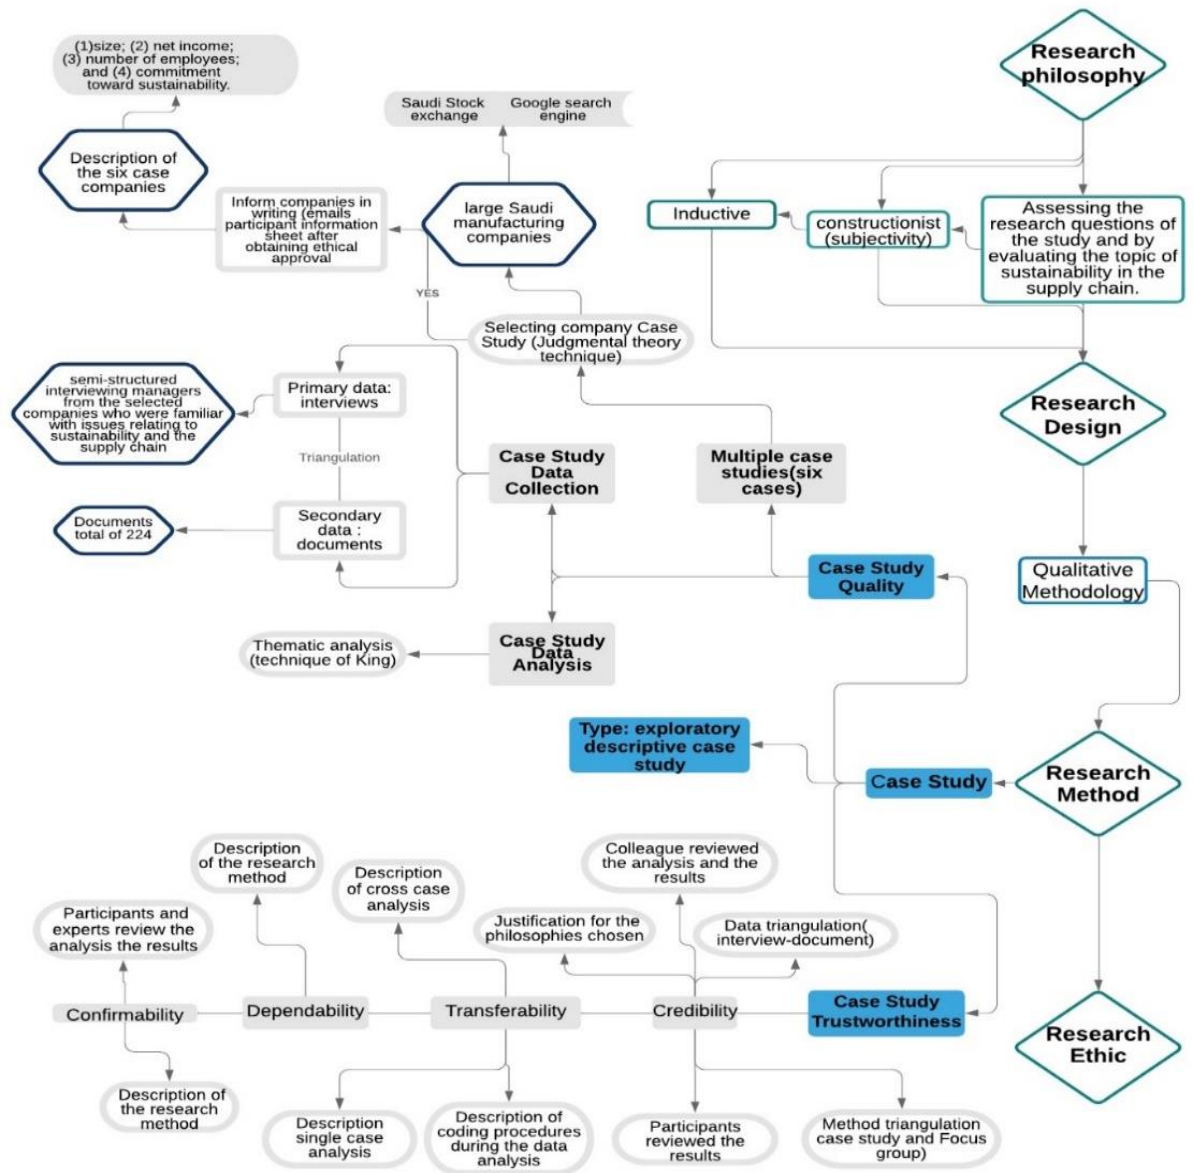 (1)size; (2) net income;
(3) number of employees;
and (4) commitment
toward sustainability.
Research
philosophy
Saudi Stock
exchange
Google search
engine
Description of
the six case
companies
Inform companies in
writing (emails
participant information
sheet after
obtaining ethical
approval
large Saudi
manufacturing
companies
Inductive
constructionist
(subjectivity)
Assessing the
research questions of
the study and by
evaluating the topic of
sustainability in the
supply chain.
YES
Selecting company Case
Study (Judgmental theory
technique)
semi-structured
interviewing managers
from the selected
companies who were familiar
with issues relating to
sustainability and the
supply chain
Primary data:
interviews
Triangulation
Case Study
Data
Collection
Multiple case
studies(six
cases)
Research
Design
Documents
total of 224
Secondary
data :
documents
Case Study
Quality
Qualitative
Methodology
Thematic analysis
(technique of King)
Case Study
Data
Analysis
Type: exploratory
descriptive case
study
Case Study
Research
Method
Description
of the research
method
Description
of cross case
analysis
Colleague reviewed
the analysis and the
results
Participants and
experts review the
analysis the results
Justification for the
philosophies chosen
Data triangulation(
interview-document)
Confirmability
Dependability
Transferability
Credibility
Case Study
Trustworthiness
Research
Ethic
Description of
the research
method
Description
single case
analysis
Description of
coding procedures
during the data
analysis
Participants
reviewed the
results
Method triangulation
case study and Focus
group)